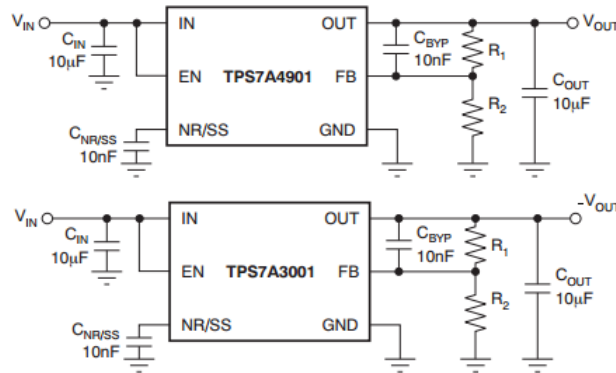 V_IN IN OUT V_OUT
C_IN 10µF
C_BYP 10nF
R_1
EN TPS7A4901 FB
R_2
C_OUT 10µF
C_NR/SS 10nF
NR/SS GND
V_IN IN OUT -V_OUT
C_IN 10µF
C_BYP 10nF
R_1
EN TPS7A3001 FB
R_2
C_OUT 10µF
C_NR/SS 10nF
NR/SS GND